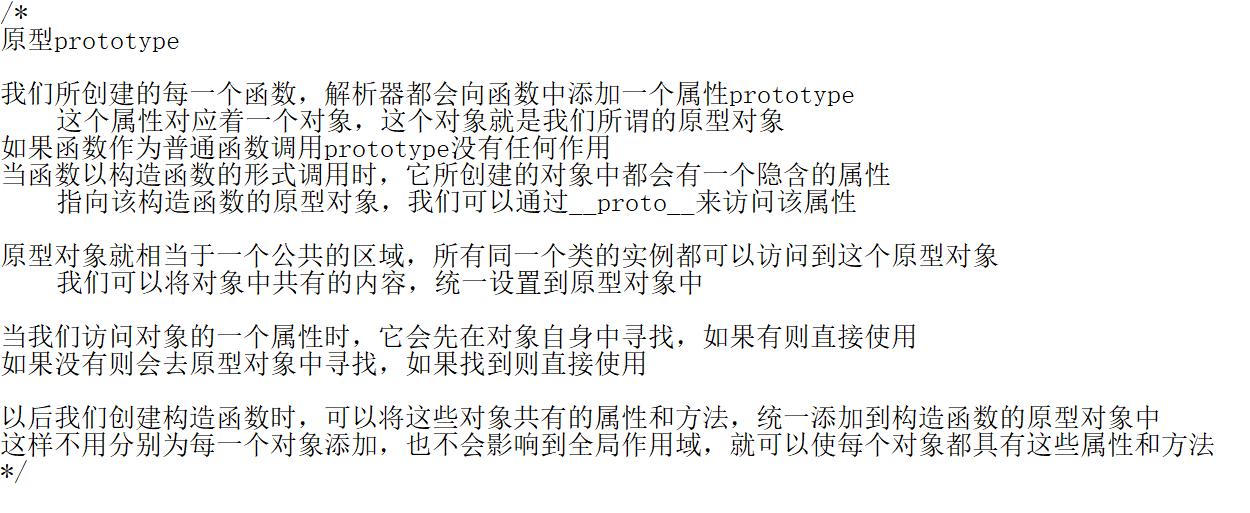 /*
原型prototype
我们所创建的每一个函数，解析器都会向函数中添加一个属性prototype
这个属性对应着一个对象，这个对象就是我们所谓的原型对象
如果函数作为普通函数调用prototype没有任何作用
当函数以构造函数的形式调用时，它所创建的对象中都会有一个隐含的属性
指向该构造函数的原型对象，我们可以通过__proto__来访问该属性
原型对象就相当于一个公共的区域，所有同一个类的实例都可以访问到这个原型对象
我们可以将对象中共有的内容，统一设置到原型对象中
当我们访问对象的一个属性时，它会先在对象自身中寻找，如果有则直接使用
如果没有则会去原型对象中寻找，如果找到则直接使用
以后我们创建构造函数时，可以将这些对象共有的属性和方法，统一添加到构造函数的原型对象中
这样不用分别为每一个对象添加，也不会影响到全局作用域，就可以使每个对象都具有这些属性和方法
*/